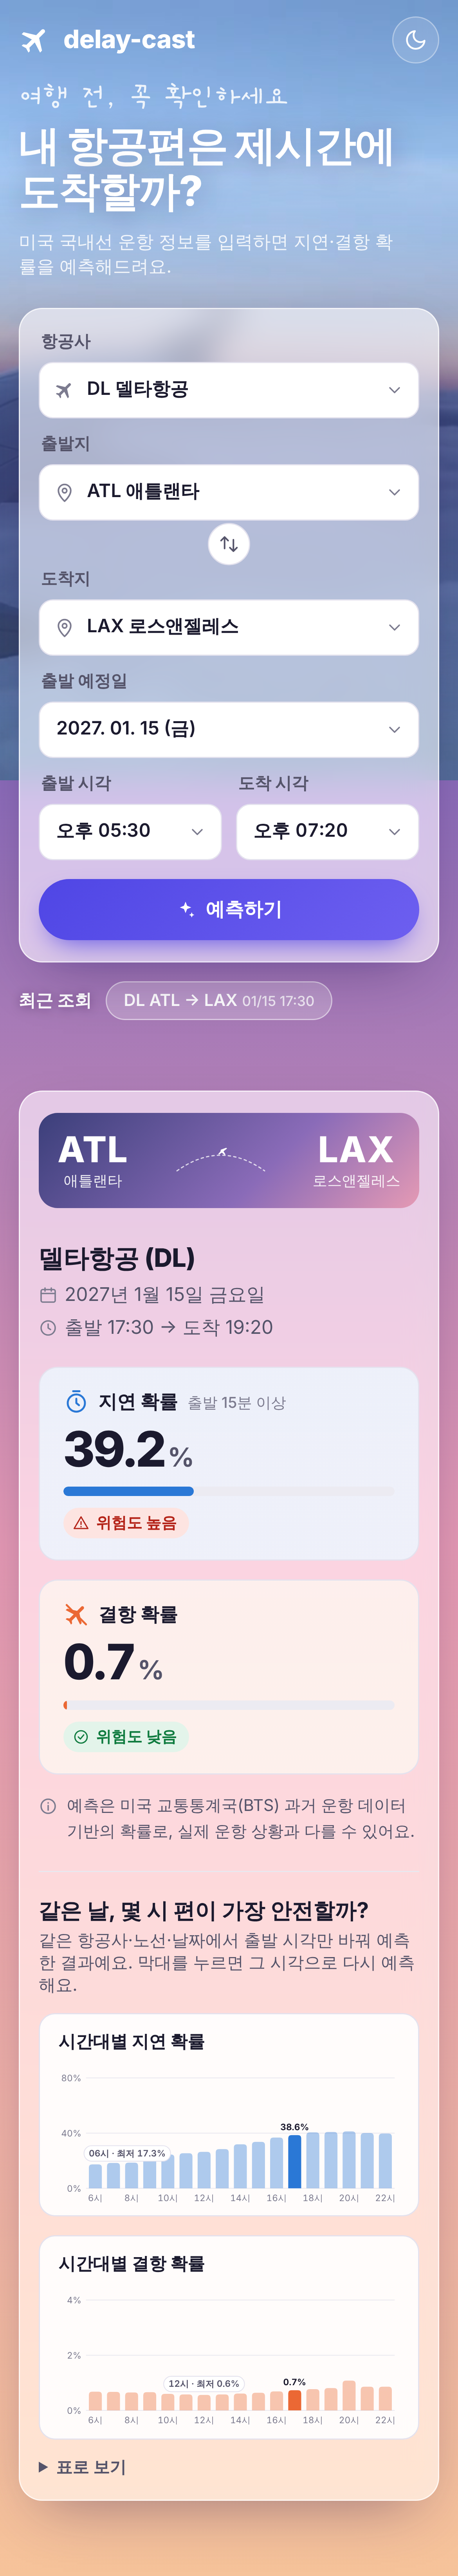 delay-cast
여행 전, 꼭 확인하세요
내 항공편은 제시간에
도착할까?
미국 국내선 운항 정보를 입력하면 지연·결항 확
률을 예측해드려요.
항공사
DL 델타항공
출발지
ATL 애틀랜타
도착지
LAX 로스앤젤레스
출발 예정일
2027. 01. 15 (금)
출발 시각 도착 시각
오후 05:30 오후 07:20
예측하기
최근 조회 DL ATL → LAX 01/15 17:30
ATL LAX
애틀랜타 로스앤젤레스
델타항공 (DL)
2027년 1월 15일 금요일
출발 17:30 → 도착 19:20
지연 확률 출발 15분 이상
39.2%
위험도 높음
결항 확률
0.7%
위험도 낮음
예측은 미국 교통통계국(BTS) 과거 운항 데이터
기반의 확률로, 실제 운항 상황과 다를 수 있어요.
같은 날, 몇 시 편이 가장 안전할까?
같은 항공사·노선·날짜에서 출발 시각만 바꿔 예측
한 결과예요. 막대를 누르면 그 시각으로 다시 예측
해요.
시간대별 지연 확률
80%
38.6%
40%
06시 · 최저 17.3%
0%
6시 8시 10시 12시 14시 16시 18시 20시 22시
시간대별 결항 확률
4%
2%
12시 · 최저 0.6% 0.7%
0%
6시 8시 10시 12시 14시 16시 18시 20시 22시
▶ 표로 보기